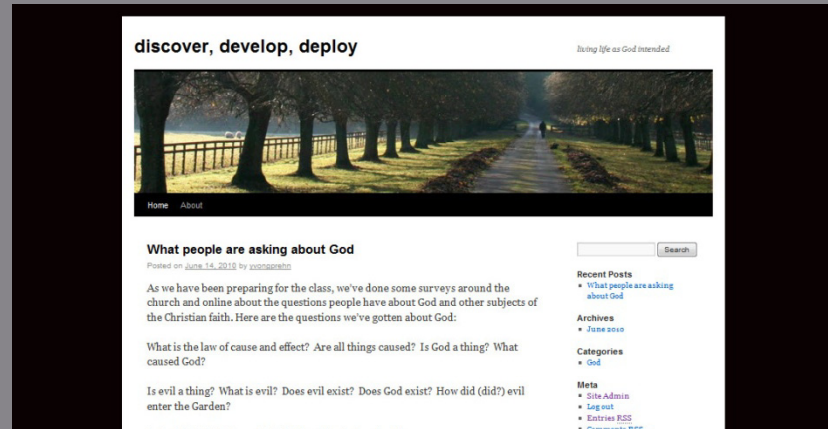 discover, develop, deploy
living life as God intended
Home About
What people are asking about God
Posted on June 14, 2010 by yvonprehn
As we have been preparing for the class, we've done some surveys around the
church and online about the questions people have about God and other subjects of
the Christian faith. Here are the questions we've gotten about God:
What is the law of cause and effect? Are all things caused? Is God a thing? What
caused God?
Is evil a thing? What is evil? Does evil exist? Does God exist? How did (did?) evil
enter the Garden?
Search
Recent Posts
What people are asking
about God
Archives
June 2010
Categories
God
Meta
Site Admin
Log out
Entries RSS
Comments RSS